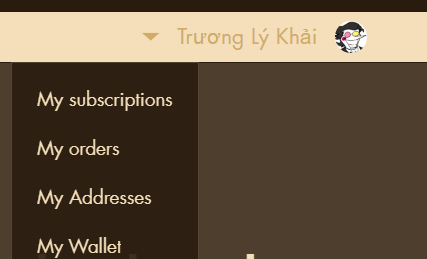 Trương Lý Khải
My subscriptions
My orders
My Addresses
My Wallet